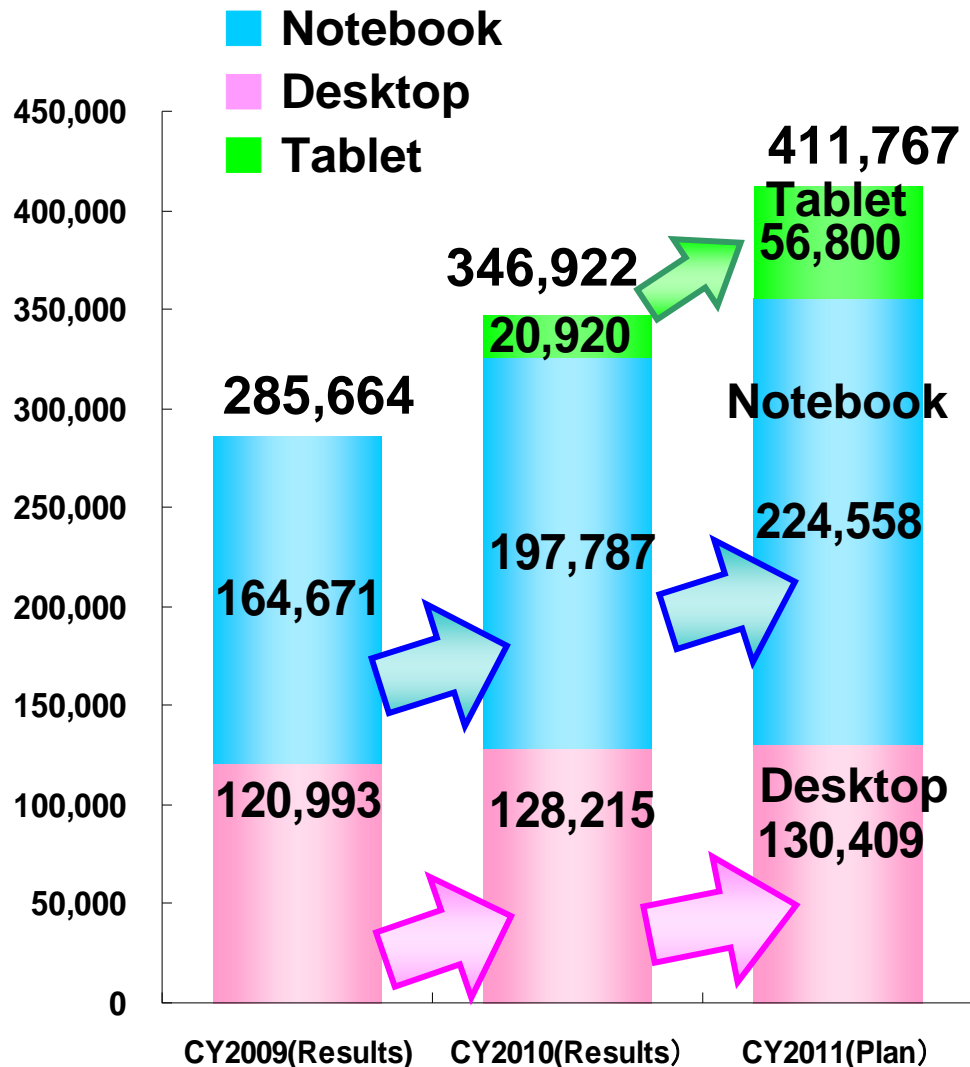 Notebook
Desktop
Tablet
450,000
400,000
350,000
300,000
250,000
200,000
150,000
100,000
50,000
0
285,664
164,671
120,993
346,922
20,920
197,787
128,215
411,767
Tablet
56,800
Notebook
224,558
Desktop
130,409
CY2009(Results)
CY2010(Results）
CY2011(Plan）